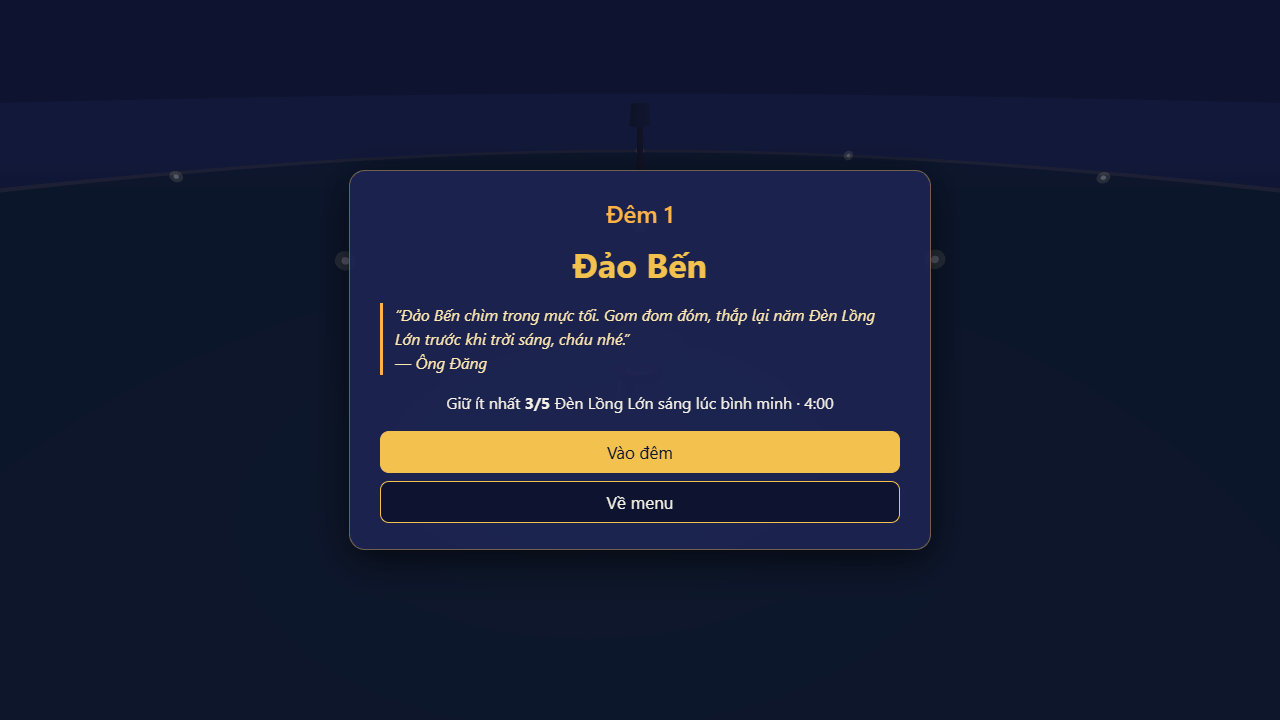 Đêm 1
Đảo Bến
“Đảo Bến chìm trong mực tối. Gom đom đóm, thắp lại năm Đèn Lồng
Lớn trước khi trời sáng, cháu nhé.”
— Ông Đăng
Giữ ít nhất 3/5 Đèn Lồng Lớn sáng lúc bình minh · 4:00
Vào đêm
Về menu